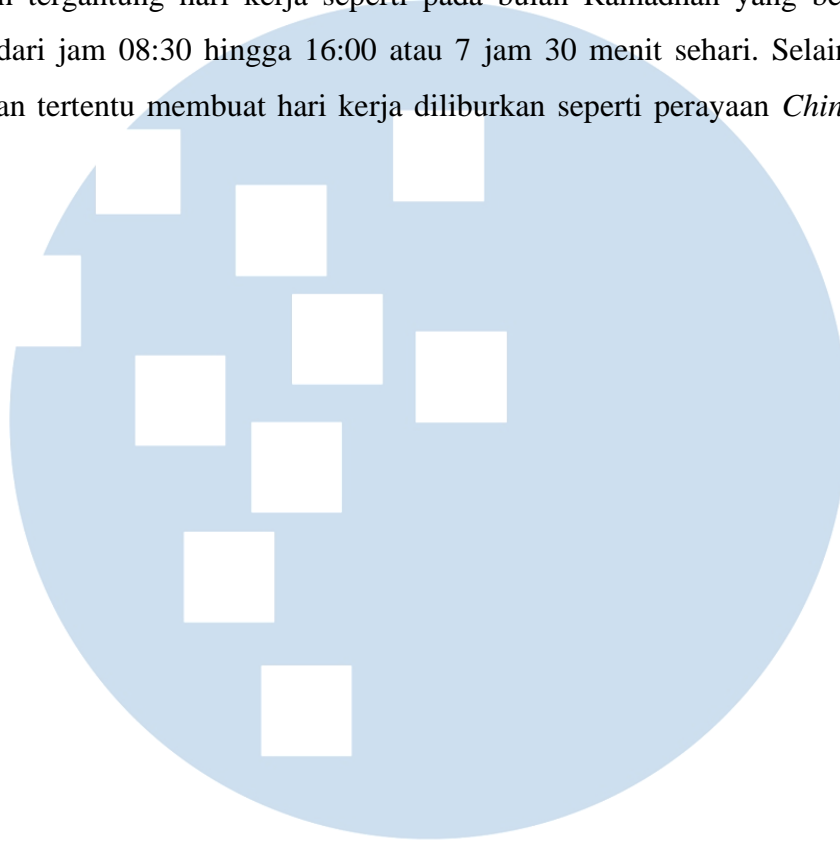 tergantung hari kerja seperti pada bulan Ramadhan yang
dari jam 08:30 hingga 16:00 atau 7 jam 30 menit sehari. Selain
tertentu membuat hari kerja diliburkan seperti perayaan